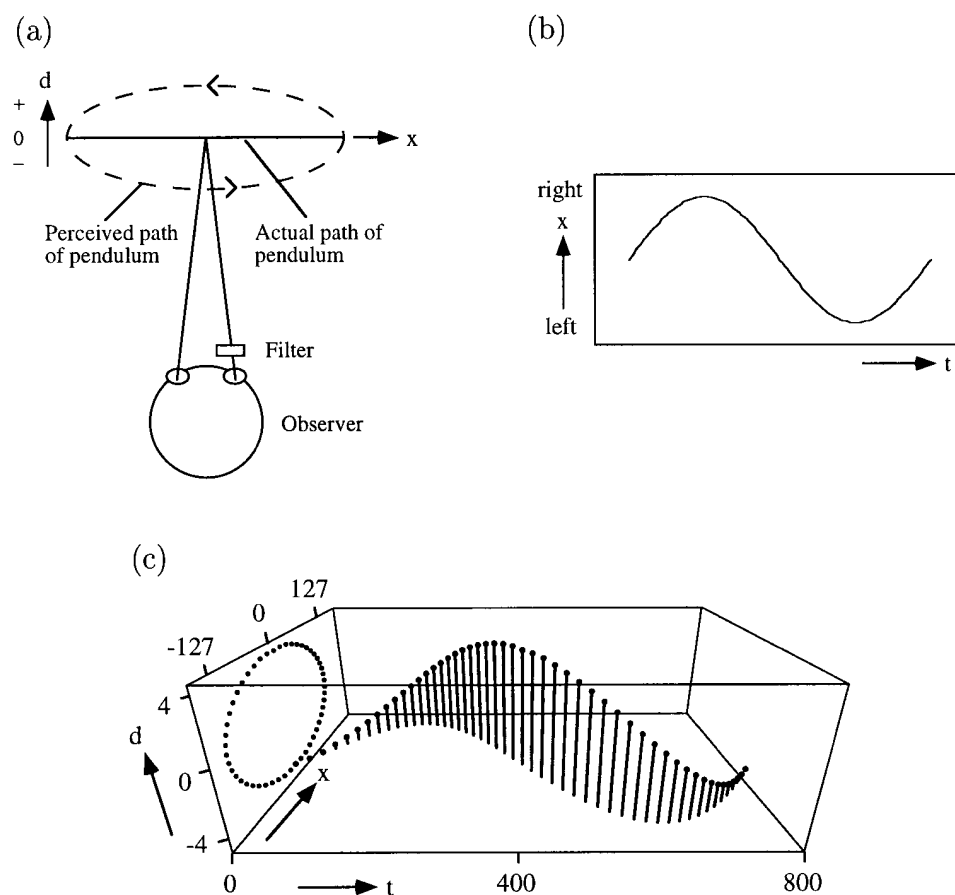 (a)
d
+
0
–
x
Perceived path
of pendulum
Actual path of
pendulum
Filter
Observer
(b)
right
x
left
t
(c)
127
0
-127
4
d
0
x
-4
0
t
400
800